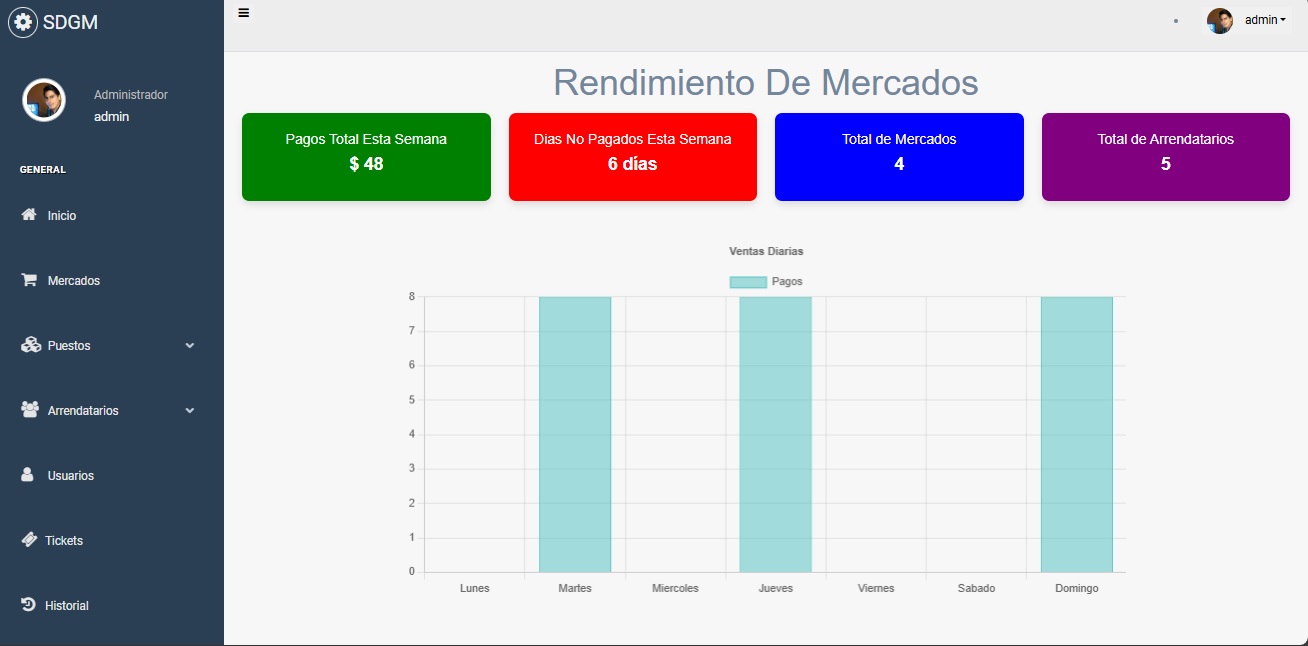 SDGM
admin
Administrador
admin
GENERAL
Inicio
Mercados
Puestos
Arrendatarios
Usuarios
Tickets
Historial
Rendimiento De Mercados
Pagos Total Esta Semana
$ 48
Dias No Pagados Esta Semana
6 días
Total de Mercados
4
Total de Arrendatarios
5
Ventas Diarias
Pagos
8
7
6
5
4
3
2
1
0
Lunes Martes Miercoles Jueves Viernes Sabado Domingo